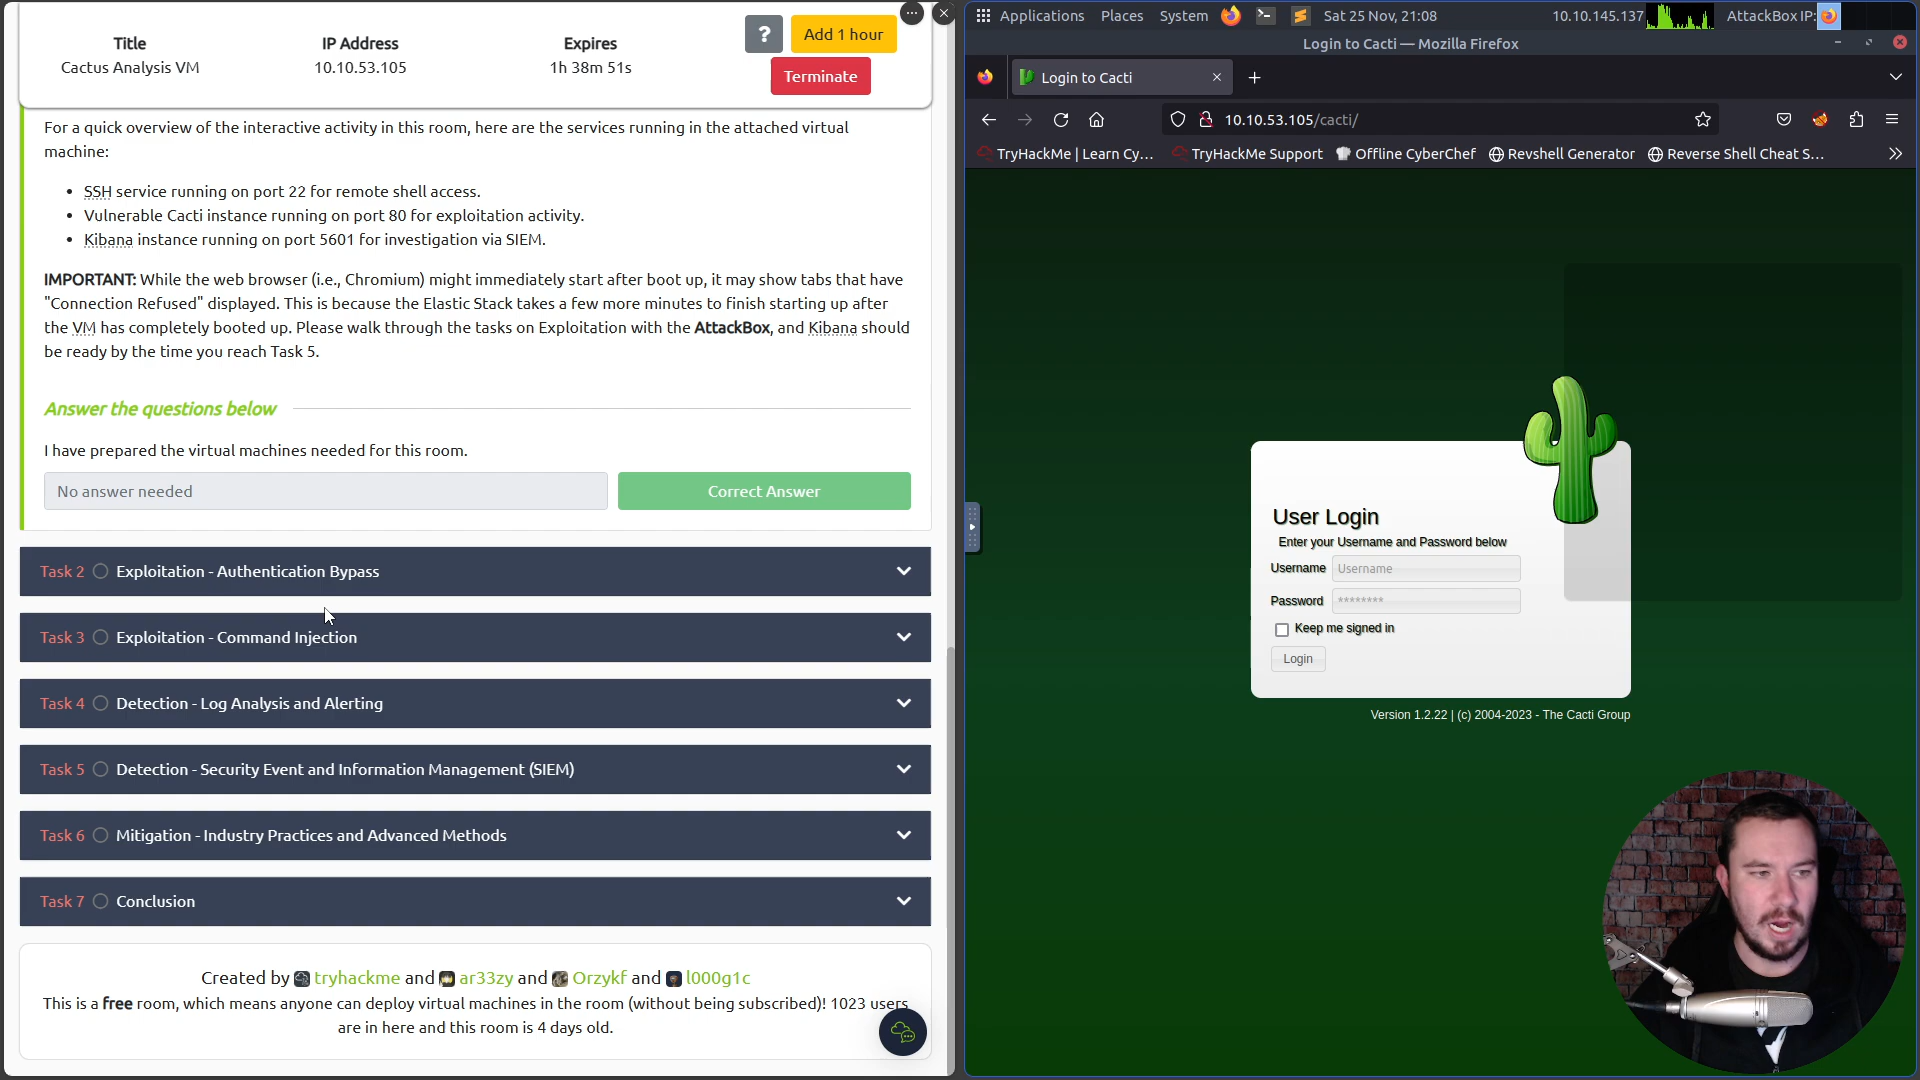 Title
IP Address
Expires
?
Add 1 hour
Cactus Analysis VM
10.10.53.105
1h 38m 51s
Terminate
For a quick overview of the interactive activity in this room, here are the services running in the attached virtual
machine:
SSH service running on port 22 for remote shell access.
Vulnerable Cacti instance running on port 80 for exploitation activity.
Kibana instance running on port 5601 for investigation via SIEM.
IMPORTANT: While the web browser (i.e., Chromium) might immediately start after boot up, it may show tabs that have
"Connection Refused" displayed. This is because the Elastic Stack takes a few more minutes to finish starting up after
the VM has completely booted up. Please walk through the tasks on Exploitation with the AttackBox, and Kibana should
be ready by the time you reach Task 5.
Answer the questions below
I have prepared the virtual machines needed for this room.
No answer needed
Correct Answer
Task 2 Exploitation - Authentication Bypass
Task 3 Exploitation - Command Injection
Task 4 Detection - Log Analysis and Alerting
Task 5 Detection - Security Event and Information Management (SIEM)
Task 6 Mitigation - Industry Practices and Advanced Methods
Task 7 Conclusion
Created by tryhackme and ar33zy and Orzykf and l000g1c
This is a free room, which means anyone can deploy virtual machines in the room (without being subscribed)! 1023 users
are in here and this room is 4 days old.
Applications Places System Sat 25 Nov, 21:08 10.10.145.137 AttackBox IP:
Login to Cacti — Mozilla Firefox
Login to Cacti
10.10.53.105/cacti/
TryHackMe | Learn Cy... TryHackMe Support Offline CyberChef Revshell Generator Reverse Shell Cheat S...
User Login
Enter your Username and Password below
Username Username
Password ********
Keep me signed in
Login
Version 1.2.22 | (c) 2004-2023 - The Cacti Group